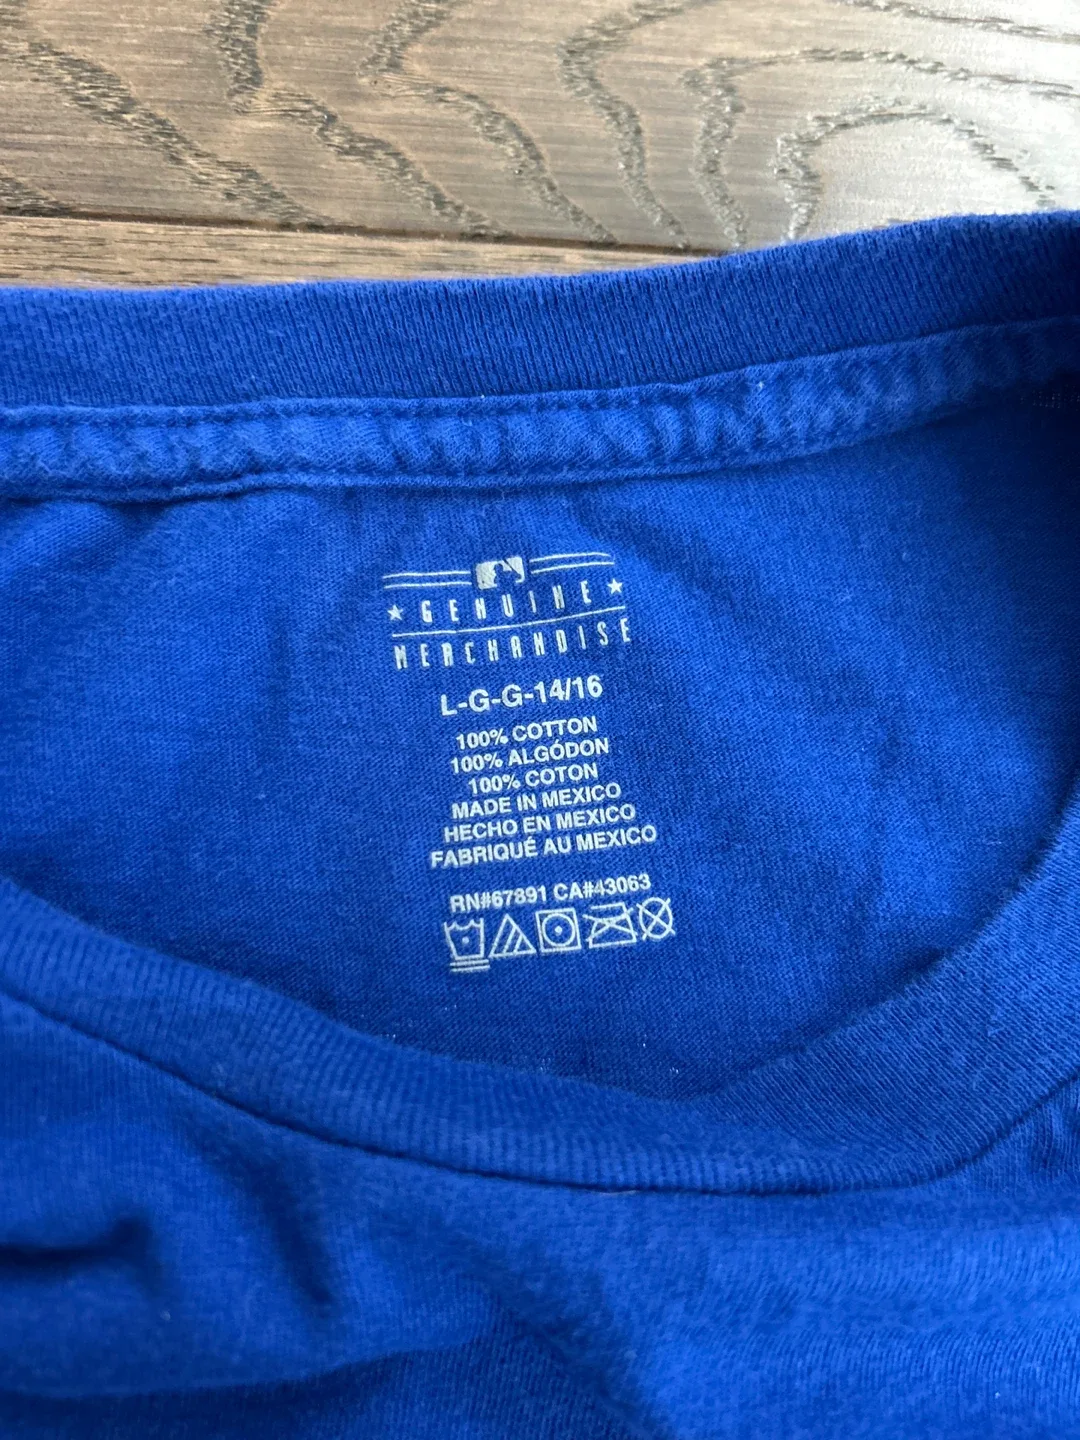 ★ GENUINE ★
MERCHANDISE
L-G-G-14/16
100% COTTON
100% ALGÓDON
100% COTON
MADE IN MEXICO
HECHO EN MEXICO
FABRIQUÉ AU MEXICO
RN#67891 CA#43063